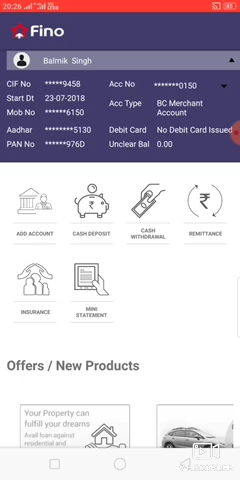 20:26
Fino
Balmik Singh
CIF No *****9458 Acc No *******0150
Start Dt 23-07-2018
Mob No *****6150 Acc Type BC Merchant Account
Aadhar ********5130 Debit Card No Debit Card Issued
PAN No *****976D Unclear Bal 0.00
ADD ACCOUNT
CASH DEPOSIT
CASH
WITHDRAWAL
REMITTANCE
INSURANCE
MINI
STATEMENT
Offers / New Products
Your Property can
fulfill your dreams
Avail loan against
residential and